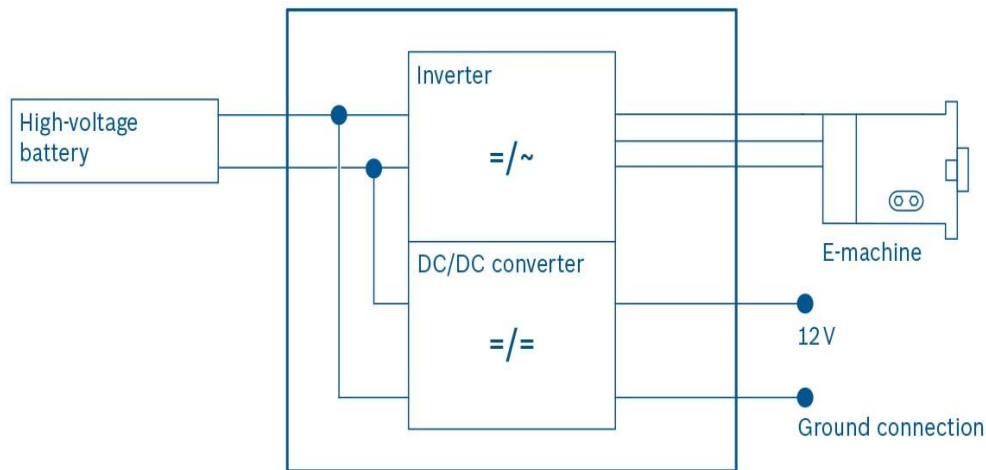 Inverter
High-voltage
battery
=/~
E-machine
DC/DC converter
=/=
12 V
Ground connection